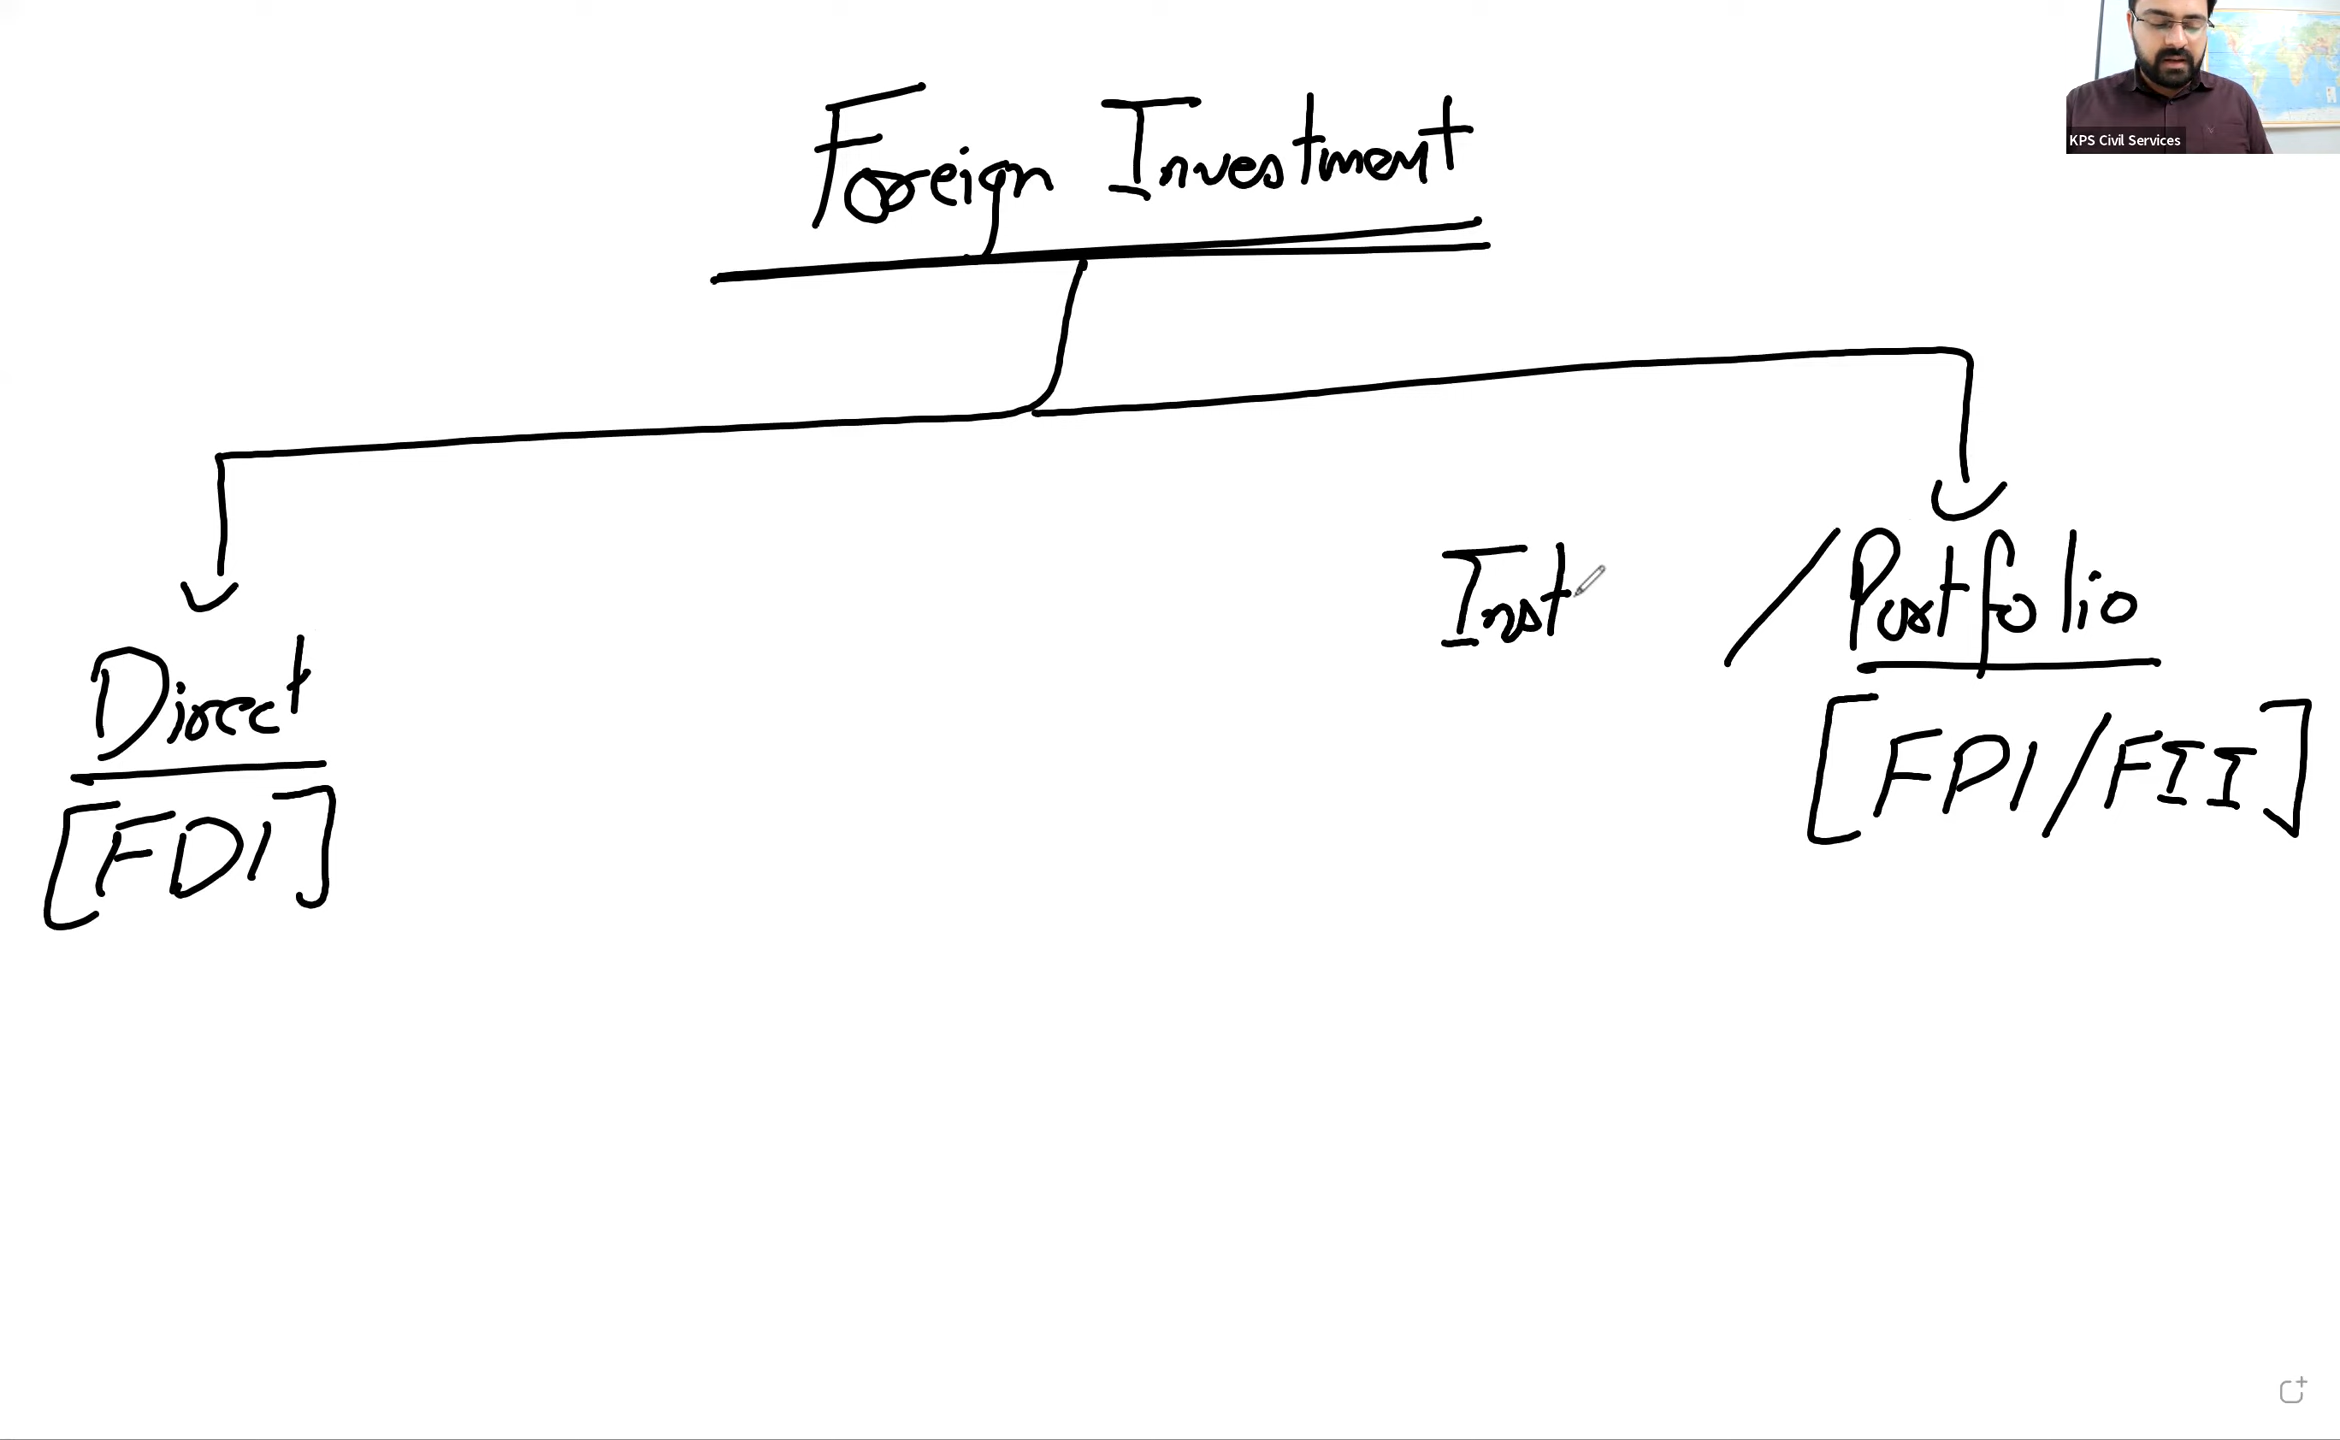 KPS Civil Services
Foreign Investment
Inst /Portfolio
Direct
[FPI/FII]
[FDI]